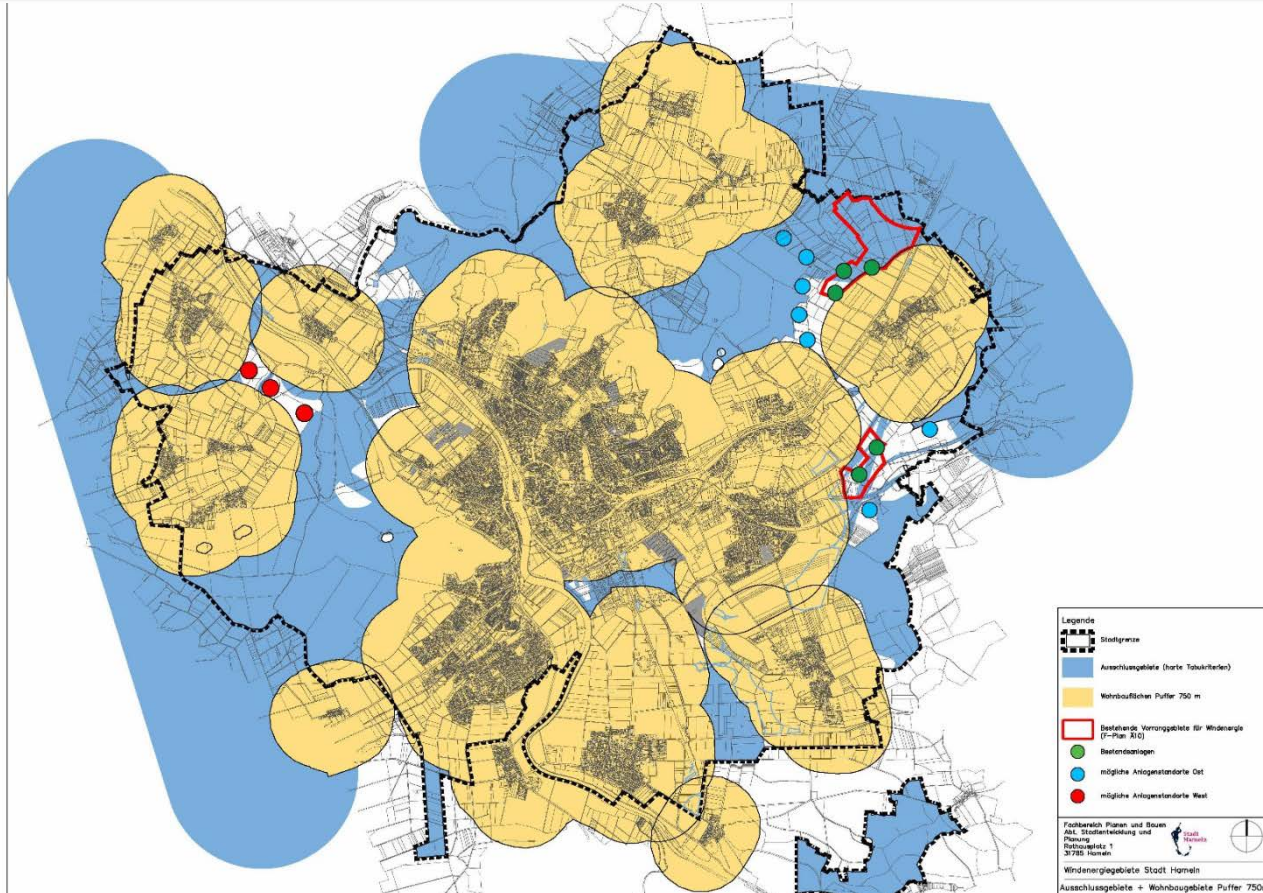 Legende
Stadtgrenze
Ausschlussgebiete (harte Tabukriterien)
Wohnbauflächen Puffer 750 m
Bestehende Vorranggebiete für Windenergie
(F-Plan Ä10)
Bestandsanlagen
mögliche Anlagenstandorte Ost
mögliche Anlagenstandorte West
Fachbereich Planen und Bauen
Abt. Stadtentwicklung und
Planung
Rathausplatz 1
31785 Hameln
Stadt
Hameln
Windenergiegebiete Stadt Hameln
Ausschlussgebiete + Wohnbaugebiete Puffer 750m